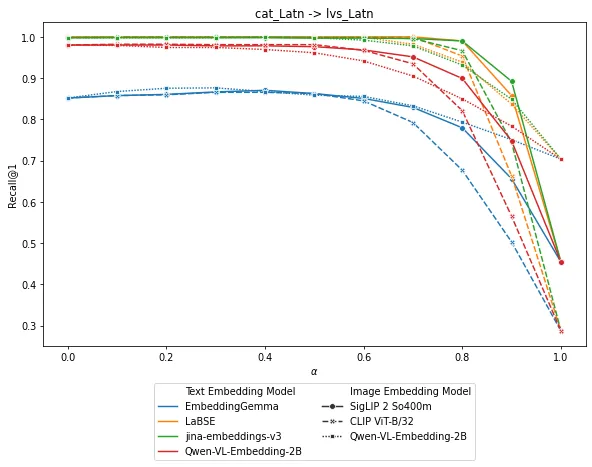 cat_Latn -> lvs_Latn
Recall@1
1.0
0.9
0.8
0.7
0.6
0.5
0.4
0.3
0.0 0.2 0.4 0.6 0.8 1.0
α
Text Embedding Model
EmbeddingGemma
LaBSE
jina-embeddings-v3
Qwen-VL-Embedding-2B
Image Embedding Model
SigLIP 2 So400m
CLIP ViT-B/32
Qwen-VL-Embedding-2B